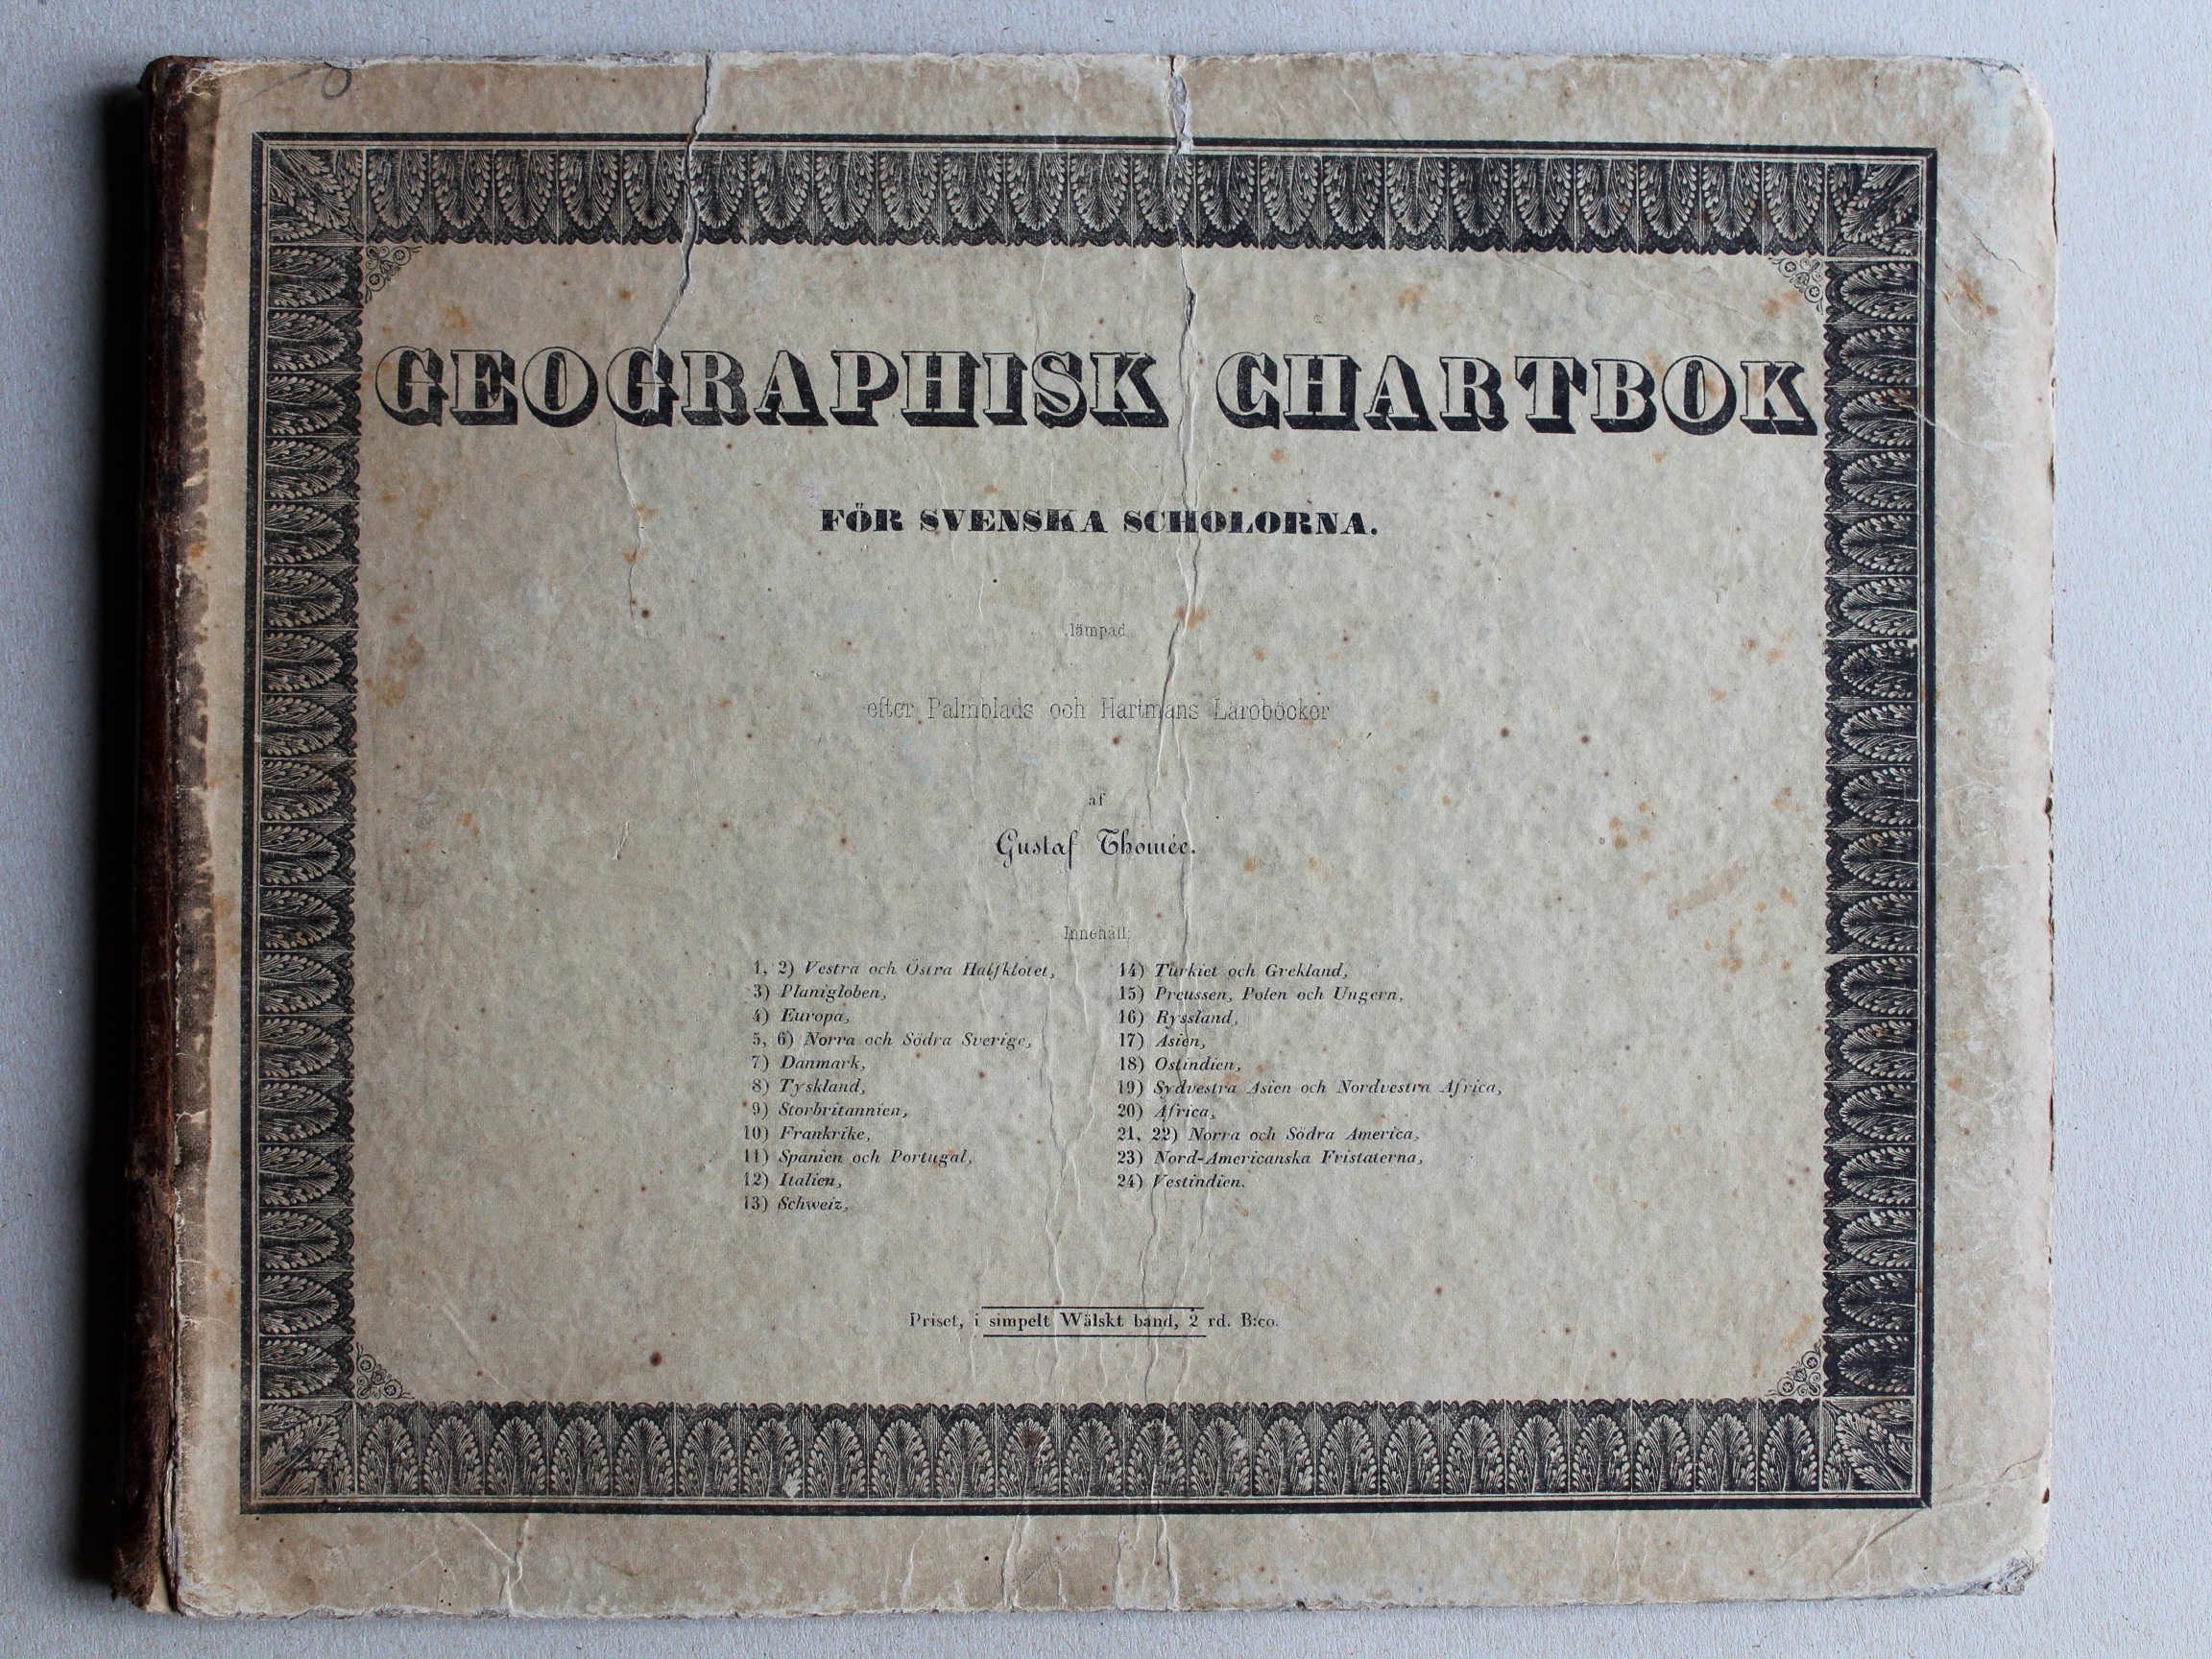 GEOGRAPHISK CHARTBOK
FÖR SVENSKA SCHOLORNA.
lämpad
efter Palmblads och Hartmans Läroböcker
af
Gustaf Thomée.
Innehåll:
1, 2) Vestra och Östra Halfklotet,
3) Planigloben,
4) Europa,
5, 6) Norra och Södra Sverige,
7) Danmark,
8) Tyskland,
9) Storbritannien,
10) Frankrike,
11) Spanien och Portugal,
12) Italien,
13) Schweiz,
14) Turkiet och Grekland,
15) Preussen, Polen och Ungern,
16) Ryssland,
17) Asien,
18) Ostindien,
19) Sydvestra Asien och Nordvestra Africa,
20) Africa,
21, 22) Norra och Södra America,
23) Nord-Americanska Fristaterna,
24) Vestindien.
Priset, i simpelt Wälskt band, 2 rd. B:co.